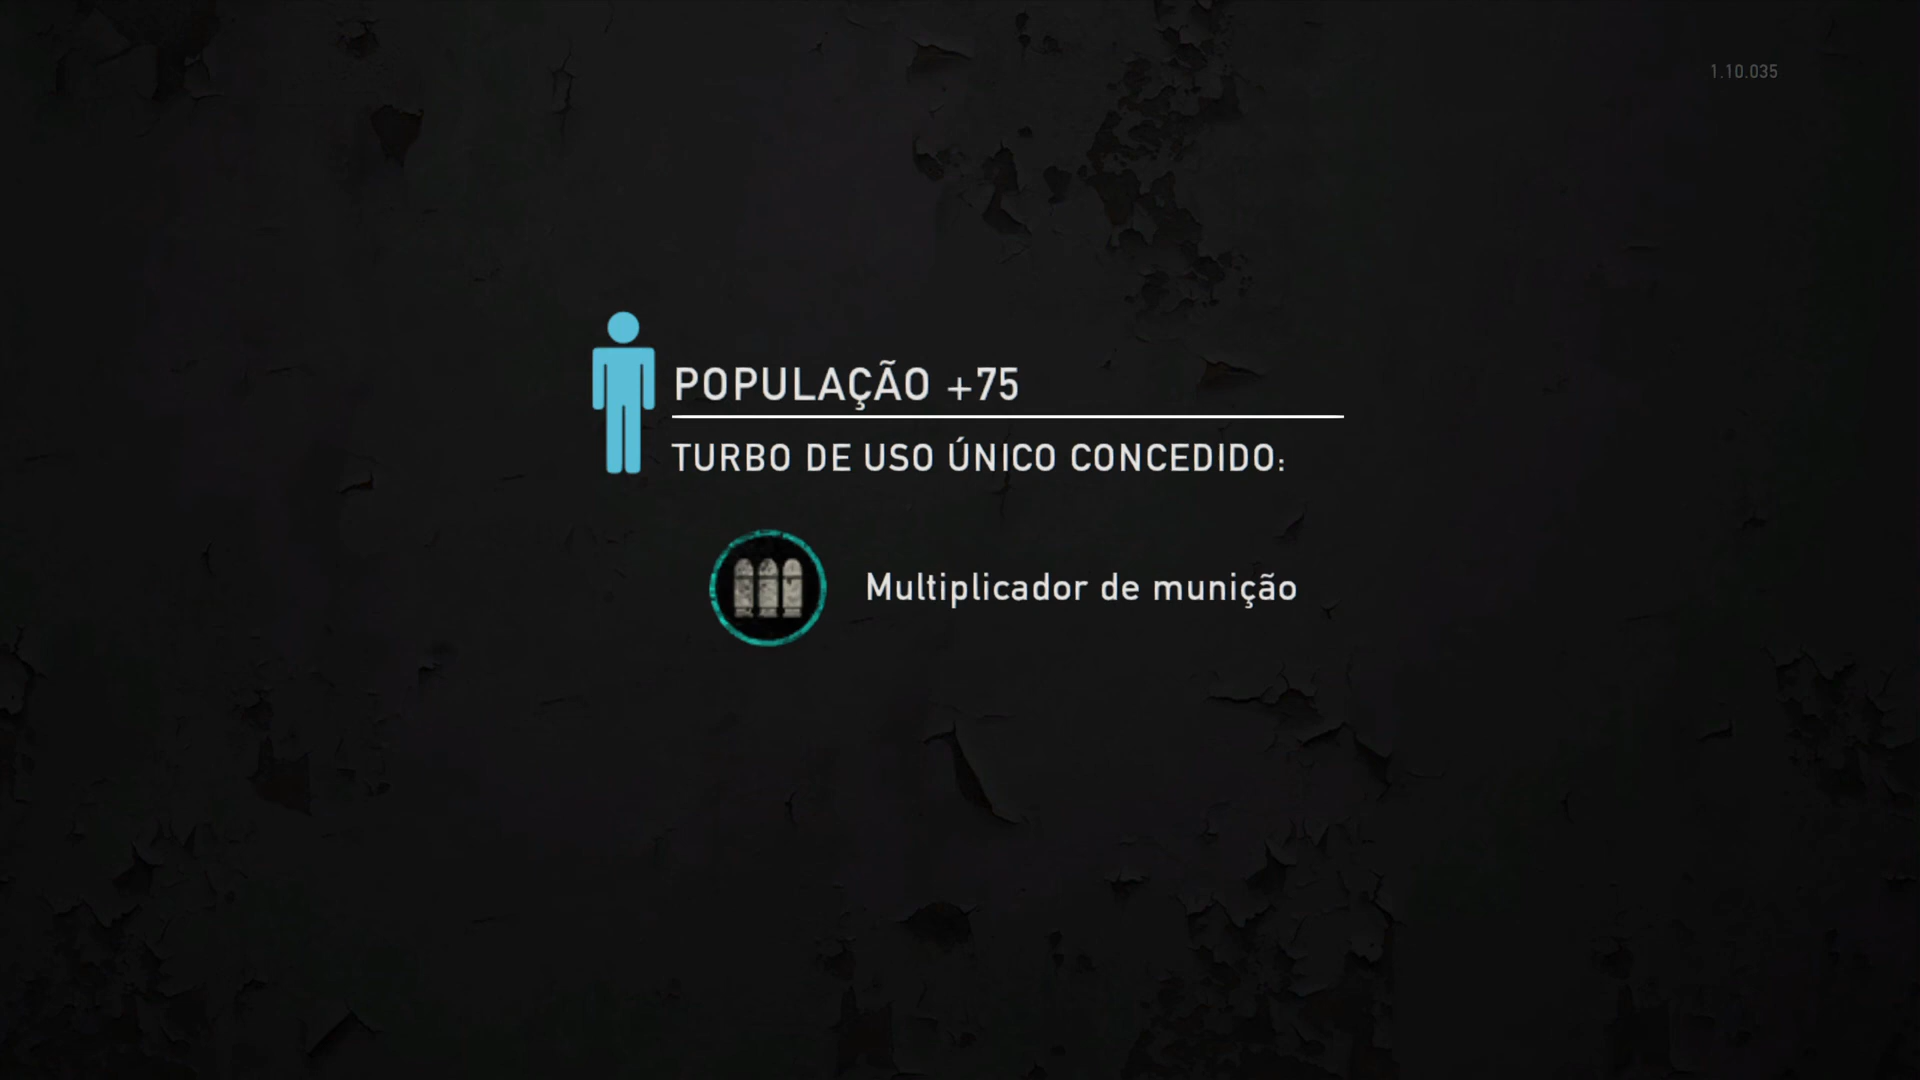 1.10.035
POPULAÇÃO +75
TURBO DE USO ÚNICO CONCEDIDO:
Multiplicador de munição